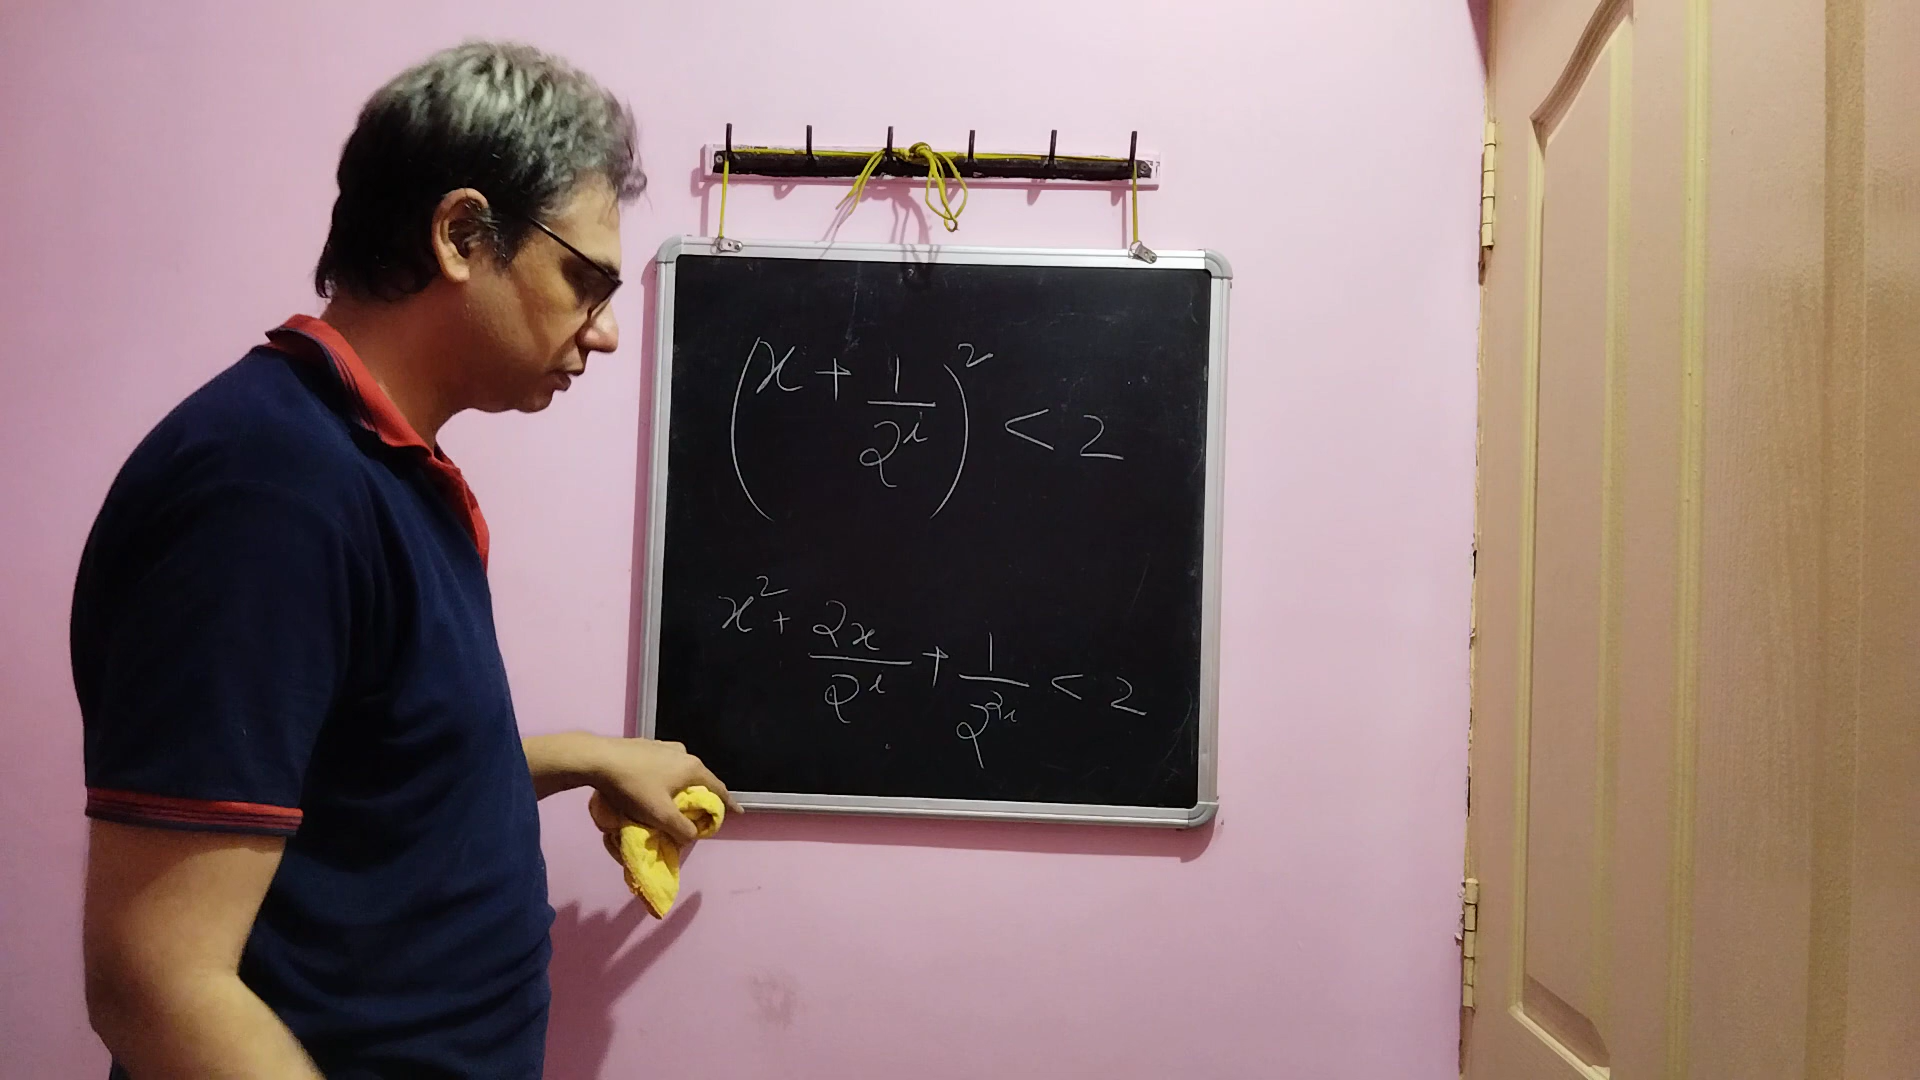 (x + 1/2^i)^2 < 2
x^2 + 2x/2^i + 1/2^{2i} < 2